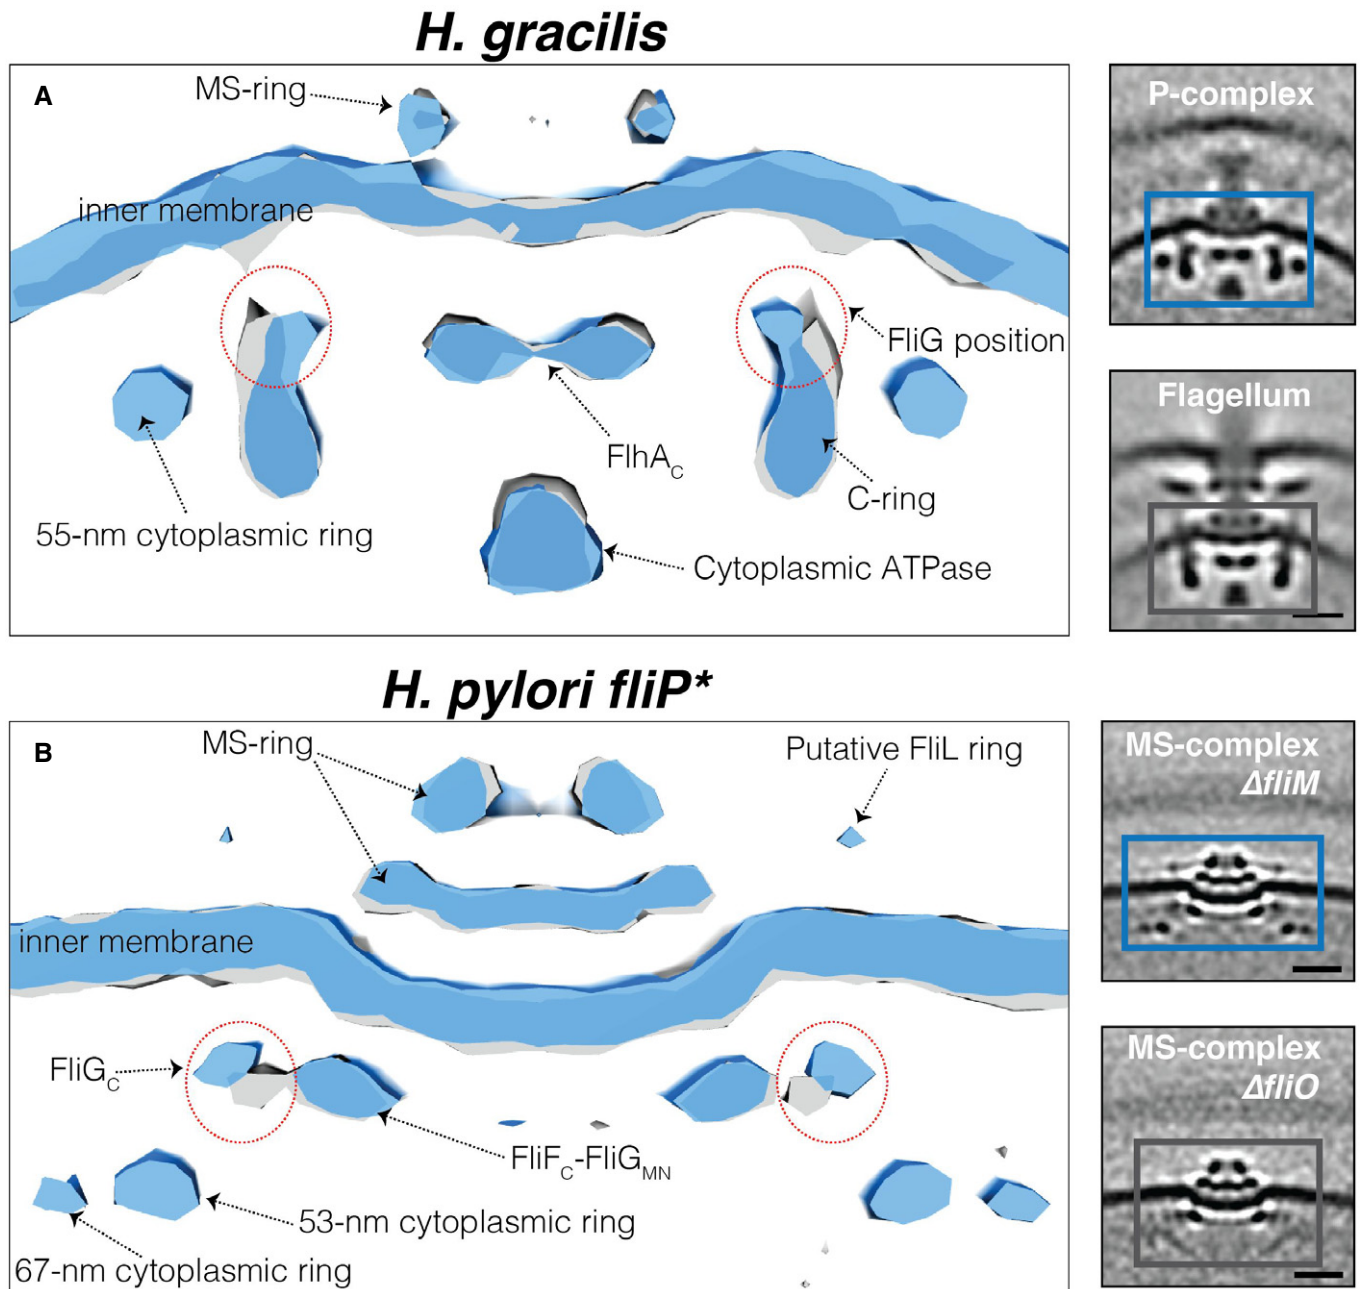 H. gracilis
A
MS-ring
inner membrane
FliG position
FlhAC
C-ring
55-nm cytoplasmic ring
Cytoplasmic ATPase
P-complex
Flagellum
H. pylori fliP*
B
MS-ring
Putative FliL ring
inner membrane
FliGC
FliFC-FliGMN
53-nm cytoplasmic ring
67-nm cytoplasmic ring
MS-complex
ΔfliM
MS-complex
ΔfliO